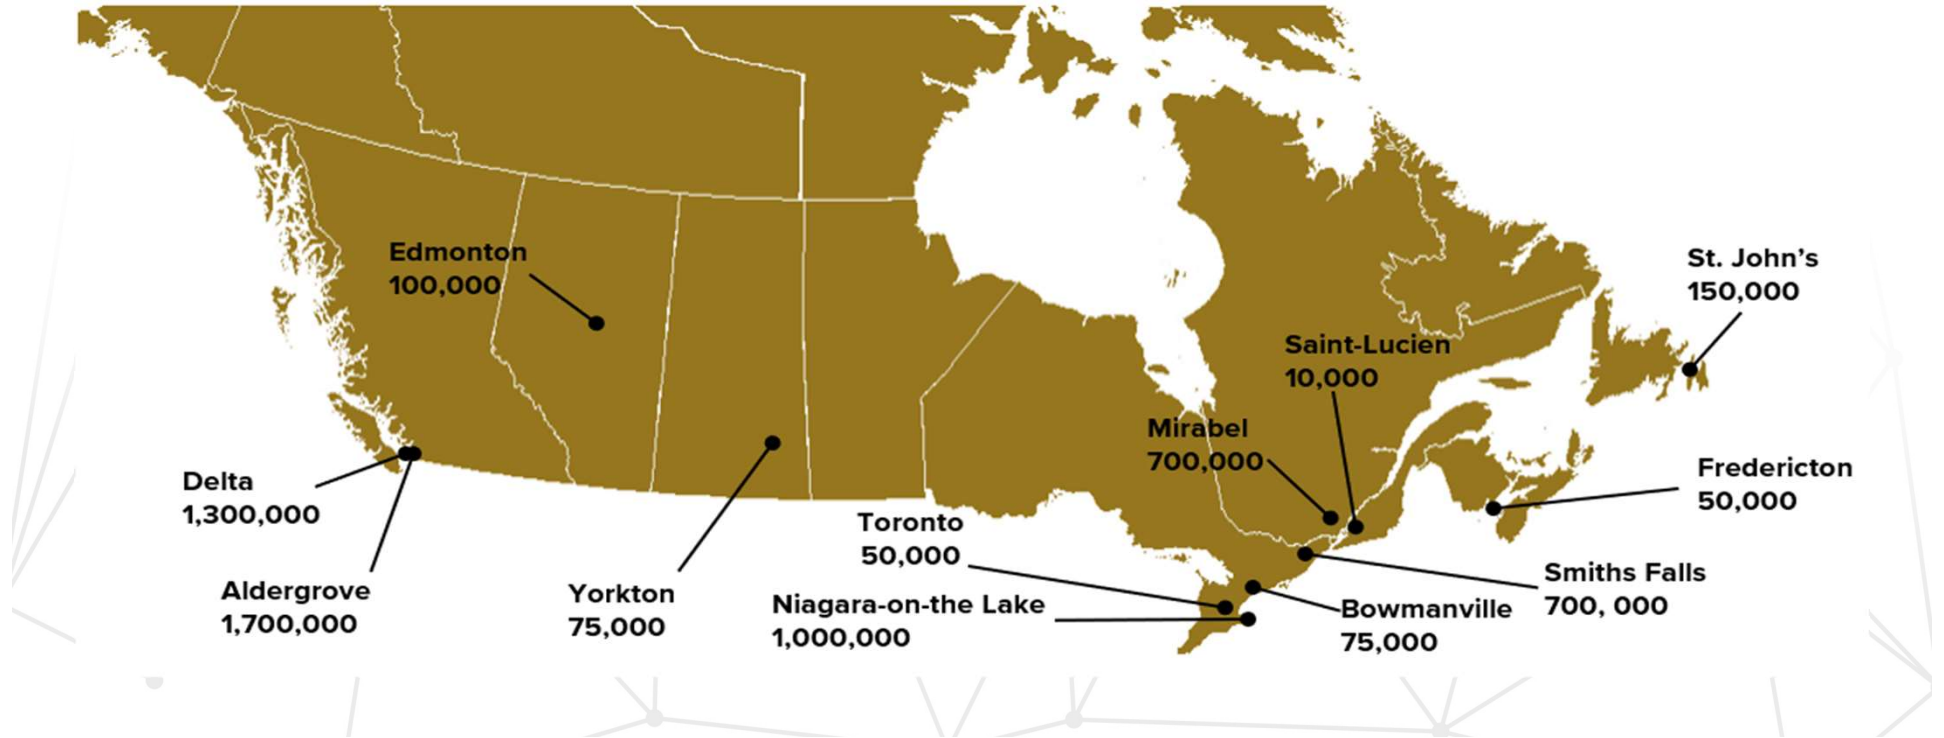 Edmonton
100,000
St. John's
150,000
Saint-Lucien
10,000
Mirabel
700,000
Delta
1,300,000
Fredericton
50,000
Toronto
50,000
Aldergrove
1,700,000
Yorkton
75,000
Niagara-on-the Lake
1,000,000
Smiths Falls
700, 000
Bowmanville
75,000